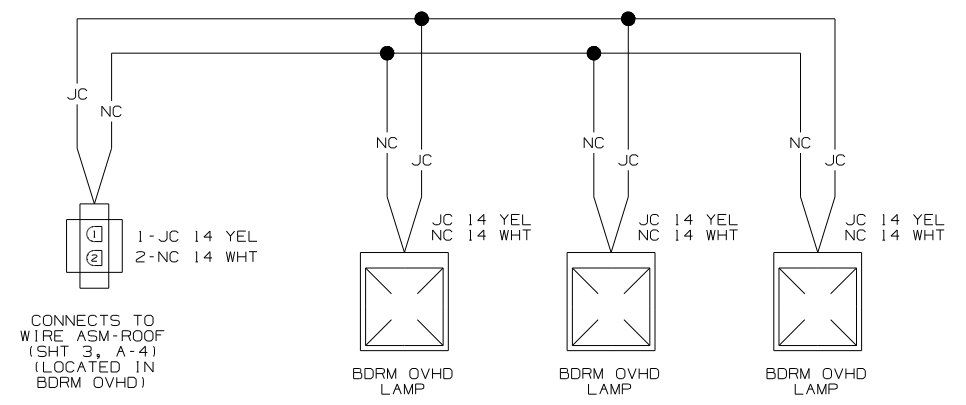 JC
NC
NC
JC
NC
JC
NC
JC
1
2
1-JC 14 YEL
2-NC 14 WHT
JC 14 YEL
NC 14 WHT
JC 14 YEL
NC 14 WHT
JC 14 YEL
NC 14 WHT
CONNECTS TO
WIRE ASM-ROOF
(SHT 3, A-4)
(LOCATED IN
BDRM OVHD)
BDRM OVHD
LAMP
BDRM OVHD
LAMP
BDRM OVHD
LAMP